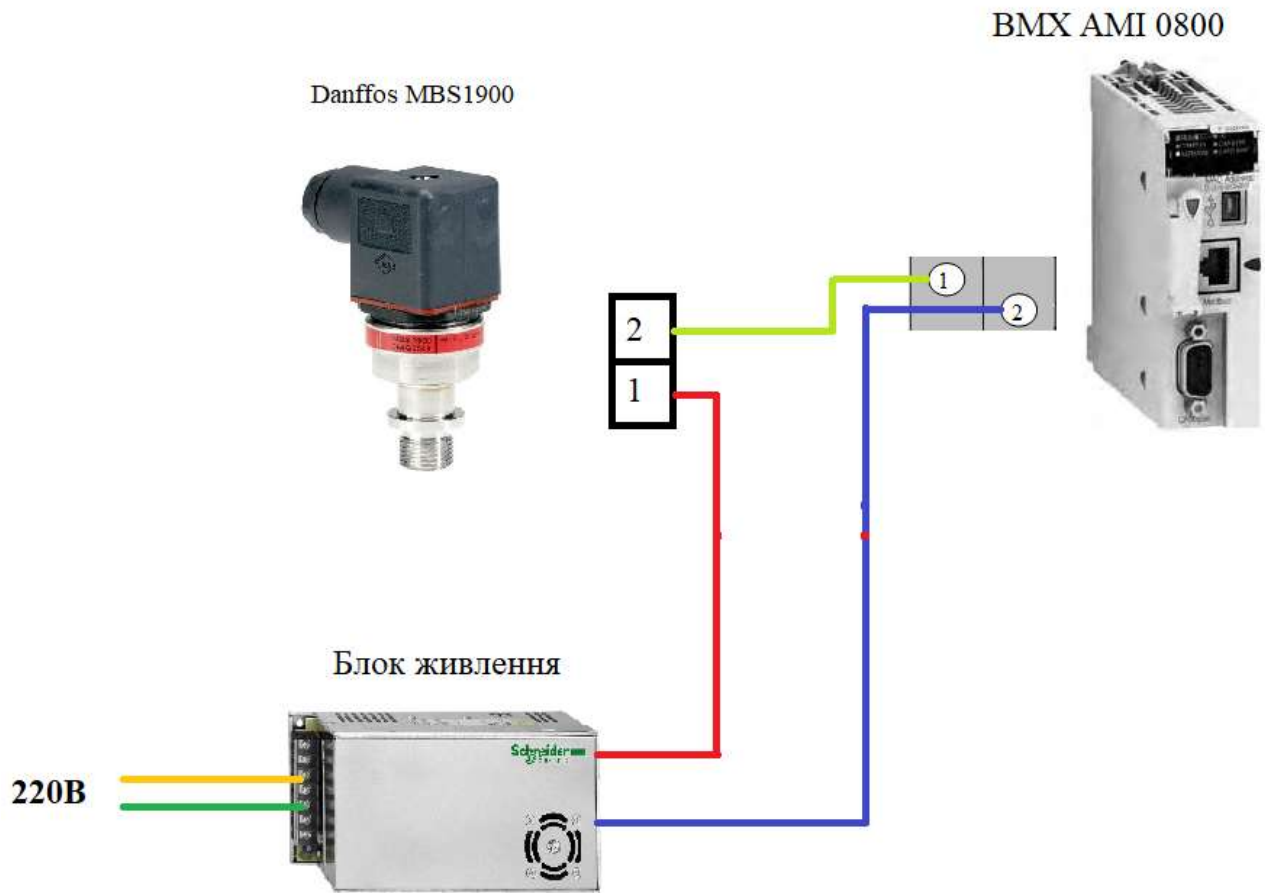 BMX AMI 0800
Danffos MBS1900
1
2
2
1
Блок живлення
Schneider
220В